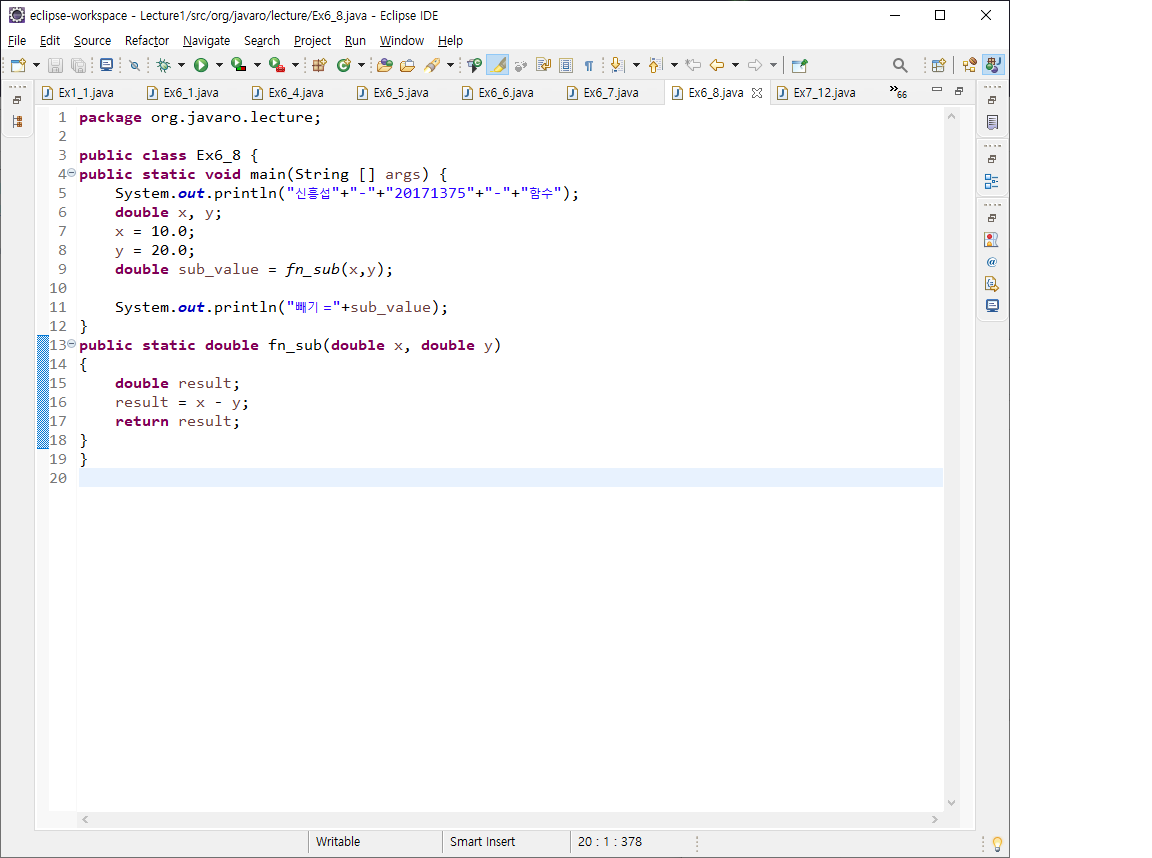 eclipse-workspace - Lecture1/src/org/javaro/lecture/Ex6_8.java - Eclipse IDE
File Edit Source Refactor Navigate Search Project Run Window Help
Ex1_1.java Ex6_1.java Ex6_4.java Ex6_5.java Ex6_6.java Ex6_7.java Ex6_8.java Ex7_12.java »66
1 package org.javaro.lecture;
2
3 public class Ex6_8 {
4 public static void main(String [] args) {
5 System.out.println("신흥섭"+"-"+"20171375"+"-"+"함수");
6 double x, y;
7 x = 10.0;
8 y = 20.0;
9 double sub_value = fn_sub(x,y);
10
11 System.out.println("빼기 ="+sub_value);
12 }
13 public static double fn_sub(double x, double y)
14 {
15 double result;
16 result = x - y;
17 return result;
18 }
19 }
20
Writable Smart Insert 20 : 1 : 378